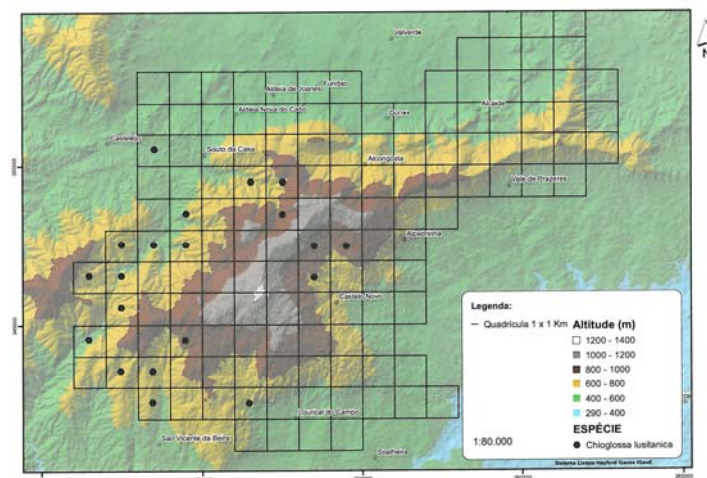 Valverde
N
Fundao
Aldeia de Joanes
Aldeia Nova do Cabo
Alcaide
Donas
Castelejo
Souto da Casa
Alcongosta
Vale de Prazeres
Alpedrinha
Castelo Novo
Louriçal do Campo
Sao Vicente da Beira
Soalheira
Legenda:
Quadrícula 1 x 1 Km
Altitude (m)
1200 - 1400
1000 - 1200
800 - 1000
600 - 800
400 - 600
290 - 400
ESPÉCIE
Chioglossa lusitanica
1:80.000